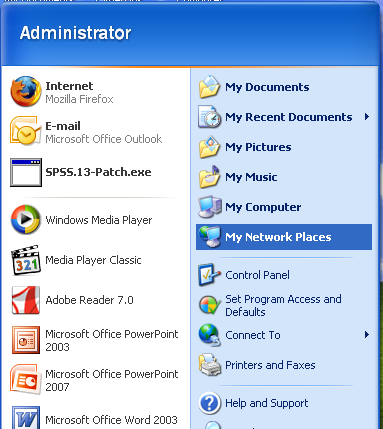 Administrator
Internet
Mozilla Firefox
E-mail
Microsoft Office Outlook
SPSS.13-Patch.exe
Windows Media Player
Media Player Classic
Adobe Reader 7.0
Microsoft Office PowerPoint
2003
Microsoft Office PowerPoint
2007
Microsoft Office Word 2003
My Documents
My Recent Documents
My Pictures
My Music
My Computer
My Network Places
Control Panel
Set Program Access and
Defaults
Connect To
Printers and Faxes
Help and Support